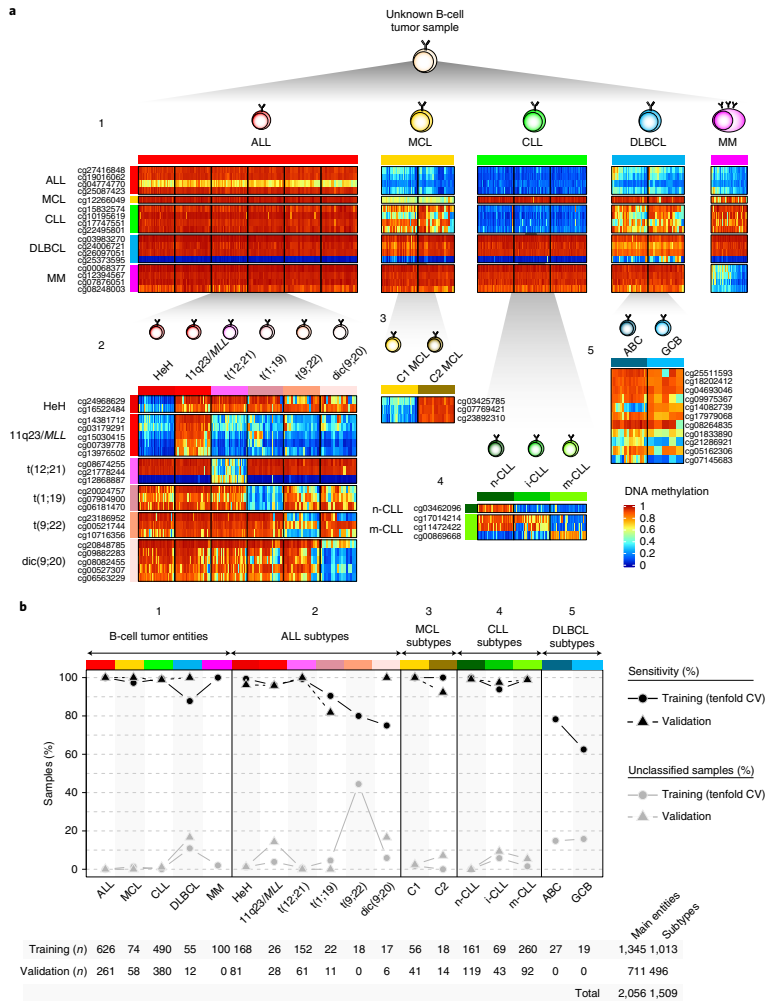 a
Unknown B-cell
tumor sample
1
ALL
MCL
CLL
DLBCL
MM
ALL
cg27416848
cg19016062
cg04774770
cg25087423
MCL
cg12266049
CLL
cg15832574
cg10195619
cg17747551
cg22495801
DLBCL
cg03983270
cg24006721
cg26097051
cg25373595
MM
cg00068377
cg12394567
cg07876051
cg08248003
2
HeH
11q23/MLL
t(12;21)
t(1;19)
t(9;22)
dic(9;20)
HeH
cg24968629
cg16522484
11q23/MLL
cg14381712
cg03179291
cg15030415
cg00739778
cg13976502
t(12;21)
cg08674255
cg21778244
cg12868887
t(1;19)
cg20024757
cg07904900
cg06181470
t(9;22)
cg23186952
cg00521744
cg10716356
dic(9;20)
cg20848785
cg09882283
cg08082455
cg00527307
cg06563229
3
C1 MCL
C2 MCL
cg03425785
cg07769421
cg23892310
4
n-CLL
i-CLL
m-CLL
n-CLL
cg03462096
m-CLL
cg17014214
cg11472422
cg00869668
5
ABC
GCB
cg25511593
cg18202412
cg04693046
cg09975367
cg14082739
cg17979068
cg08264835
cg01833890
cg21286921
cg05162306
cg07145683
DNA methylation
1
0.8
0.6
0.4
0.2
0
b
1
2
3
4
5
B-cell tumor entities
ALL subtypes
MCL
subtypes
CLL
subtypes
DLBCL
subtypes
Samples (%)
100
80
60
40
20
0
ALL
MCL
CLL
DLBCL
MM
HeH
11q23/MLL
t(12;21)
t(1;19)
t(9;22)
dic(9;20)
C1
C2
n-CLL
i-CLL
m-CLL
ABC
GCB
Sensitivity (%)
Training (tenfold CV)
Validation
Unclassified samples (%)
Training (tenfold CV)
Validation
Main entities
Subtypes
Training (n) 626 74 490 55 100 168 26 152 22 18 17 56 18 161 69 260 27 19 1,345 1,013
Validation (n) 261 58 380 12 0 81 28 61 11 0 6 41 14 119 43 92 0 0 711 496
Total 2,056 1,509